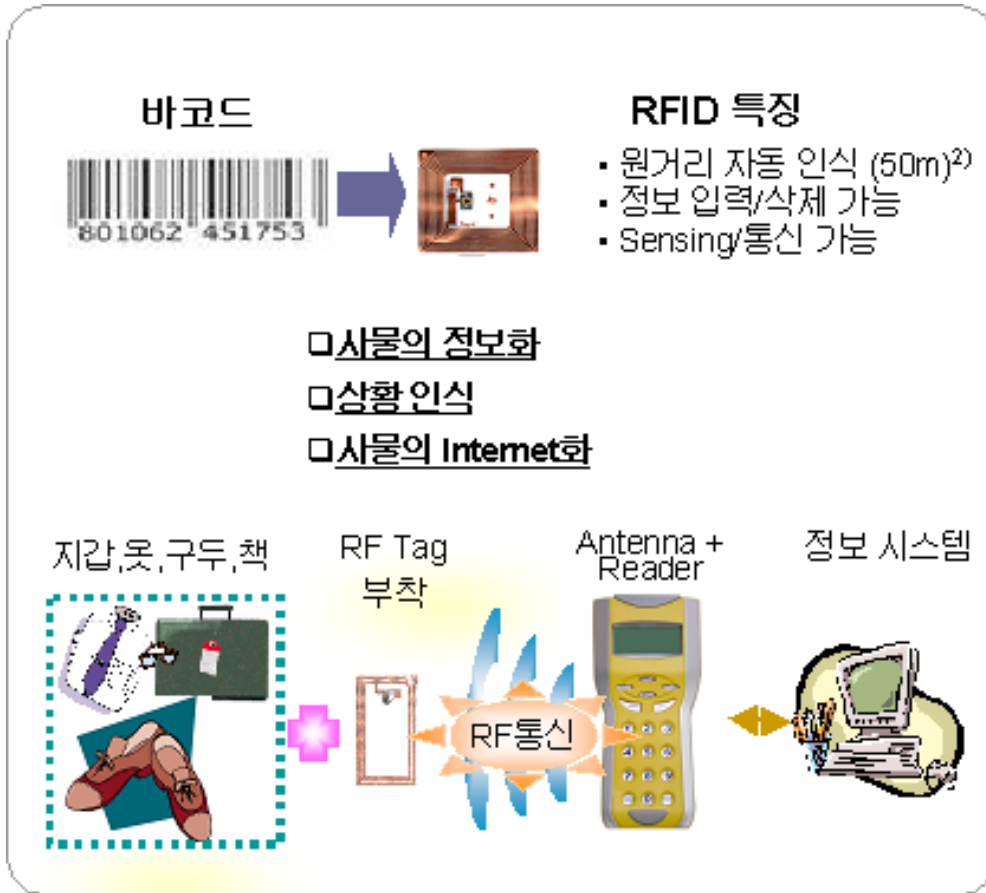 바코드
RFID 특징
801062 451753
▪ 원거리 자동 인식 (50m)²⁾
▪ 정보 입력/삭제 가능
▪ Sensing/통신 가능
❑사물의 정보화
❑상황 인식
❑사물의 Internet화
지갑,옷,구두,책
RF Tag
부착
Antenna +
Reader
정보 시스템
RF통신